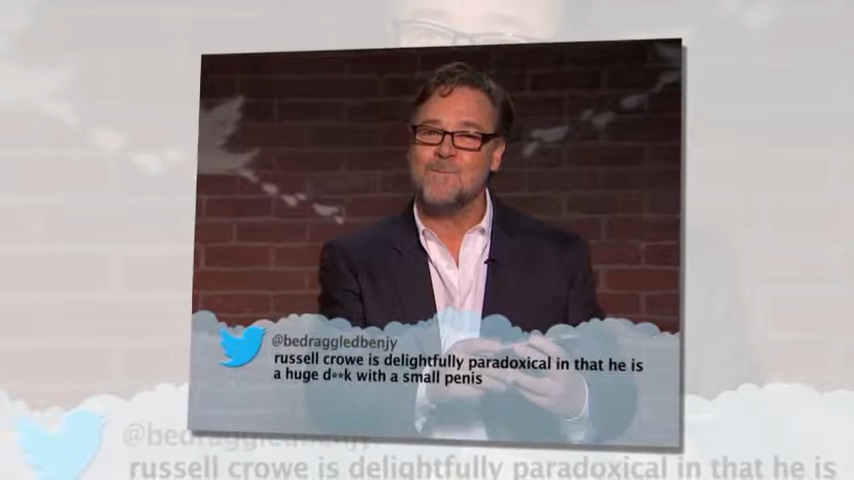 @bedraggledbenjy
russell crowe is delightfully paradoxical in that he is
a huge d**k with a small penis
@bedraggledbenjy
russell crowe is delightfully paradoxical in that he is